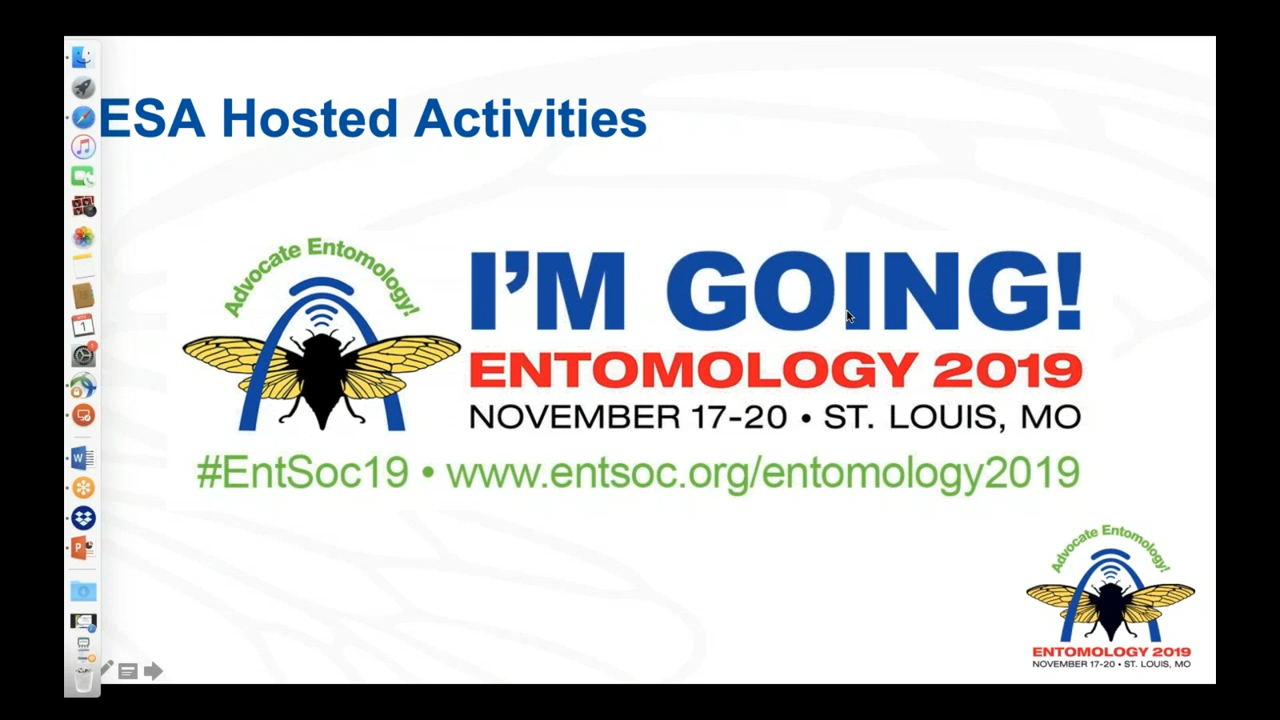 ESA Hosted Activities
Advocate Entomology!
I'M GOING!
ENTOMOLOGY 2019
NOVEMBER 17-20 • ST. LOUIS, MO
#EntSoc19 • www.entsoc.org/entomology2019
Advocate Entomology!
ENTOMOLOGY 2019
NOVEMBER 17-20 • ST. LOUIS, MO
1
W
P